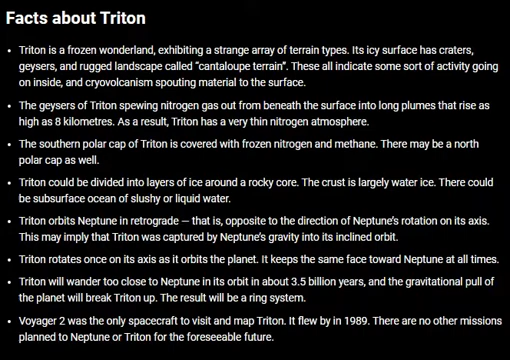 Facts about Triton
• Triton is a frozen wonderland, exhibiting a strange array of terrain types. Its icy surface has craters,
geysers, and rugged landscape called “cantaloupe terrain”. These all indicate some sort of activity going
on inside, and cryovolcanism spouting material to the surface.
• The geysers of Triton spewing nitrogen gas out from beneath the surface into long plumes that rise as
high as 8 kilometres. As a result, Triton has a very thin nitrogen atmosphere.
• The southern polar cap of Triton is covered with frozen nitrogen and methane. There may be a north
polar cap as well.
• Triton could be divided into layers of ice around a rocky core. The crust is largely water ice. There could
be subsurface ocean of slushy or liquid water.
• Triton orbits Neptune in retrograde — that is, opposite to the direction of Neptune’s rotation on its axis.
This may imply that Triton was captured by Neptune’s gravity into its inclined orbit.
• Triton rotates once on its axis as it orbits the planet. It keeps the same face toward Neptune at all times.
• Triton will wander too close to Neptune in its orbit in about 3.5 billion years, and the gravitational pull of
the planet will break Triton up. The result will be a ring system.
• Voyager 2 was the only spacecraft to visit and map Triton. It flew by in 1989. There are no other missions
planned to Neptune or Triton for the foreseeable future.